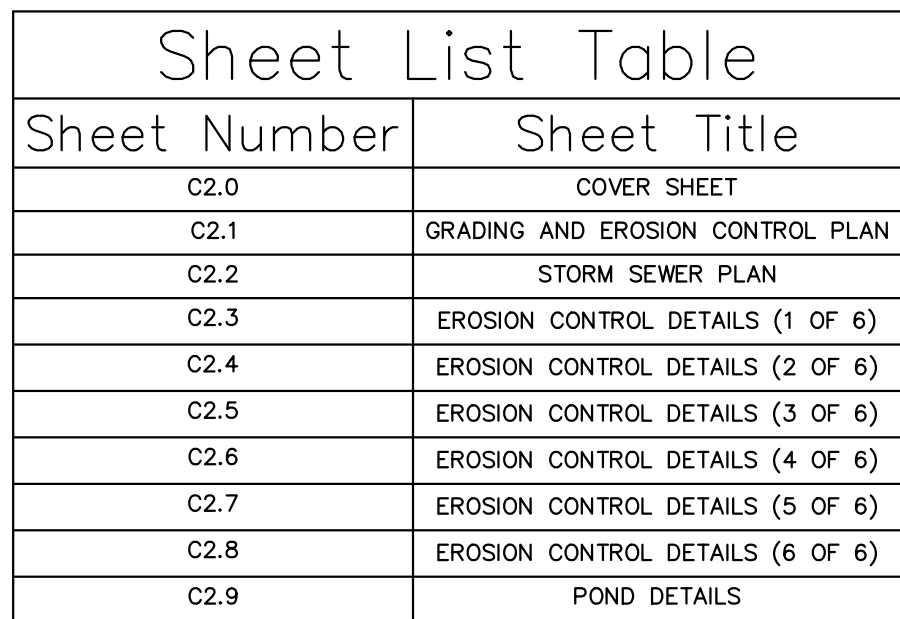 Sheet List Table
Sheet Number Sheet Title
C2.0 COVER SHEET
C2.1 GRADING AND EROSION CONTROL PLAN
C2.2 STORM SEWER PLAN
C2.3 EROSION CONTROL DETAILS (1 OF 6)
C2.4 EROSION CONTROL DETAILS (2 OF 6)
C2.5 EROSION CONTROL DETAILS (3 OF 6)
C2.6 EROSION CONTROL DETAILS (4 OF 6)
C2.7 EROSION CONTROL DETAILS (5 OF 6)
C2.8 EROSION CONTROL DETAILS (6 OF 6)
C2.9 POND DETAILS